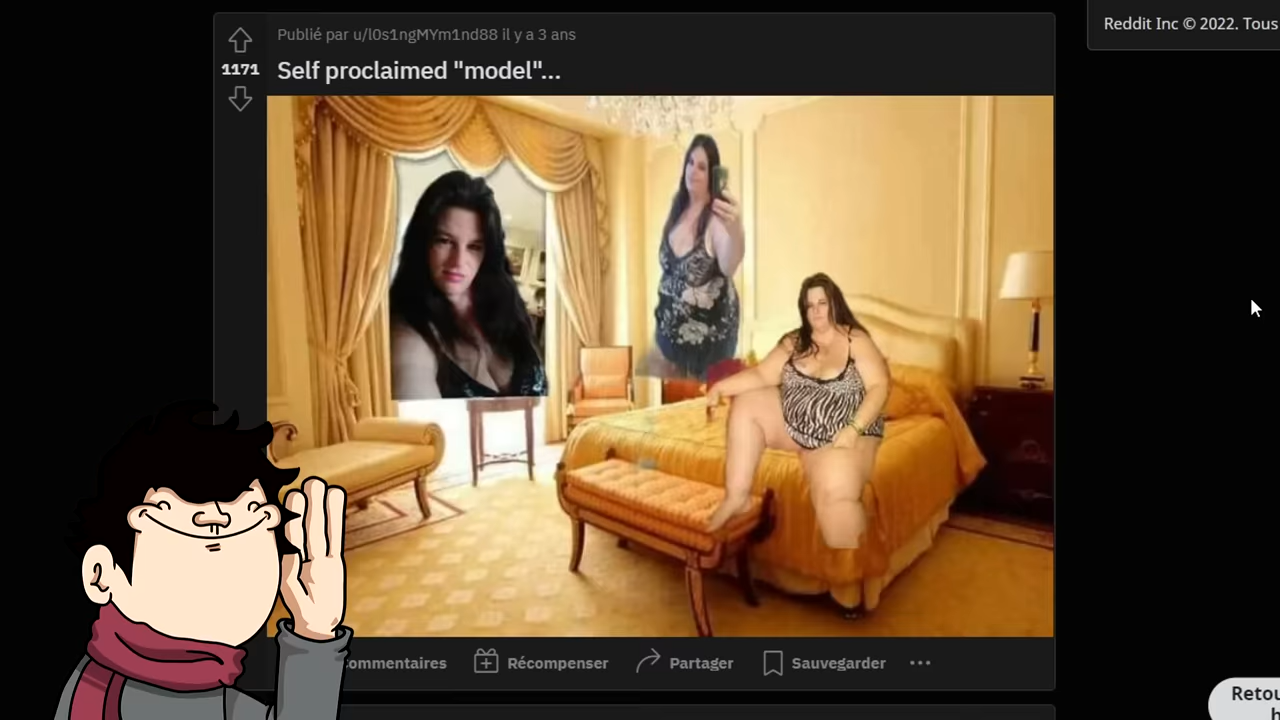 Reddit Inc © 2022. Tous
Publié par u/l0s1ngMYm1nd88 il y a 3 ans
1171
Self proclaimed "model"...
ommentaires
Récompenser
Partager
Sauvegarder
Retou
h